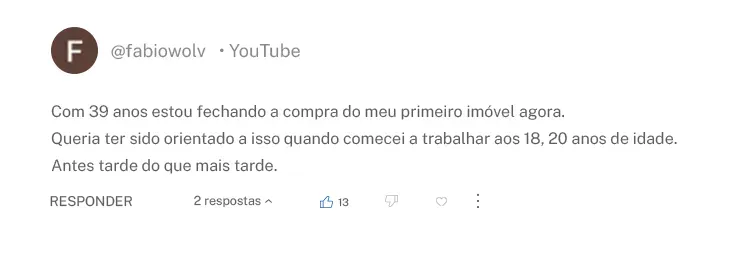 F
@fabiowolv • YouTube
Com 39 anos estou fechando a compra do meu primeiro imóvel agora.
Queria ter sido orientado a isso quando comecei a trabalhar aos 18, 20 anos de idade.
Antes tarde do que mais tarde.
RESPONDER 2 respostas 13